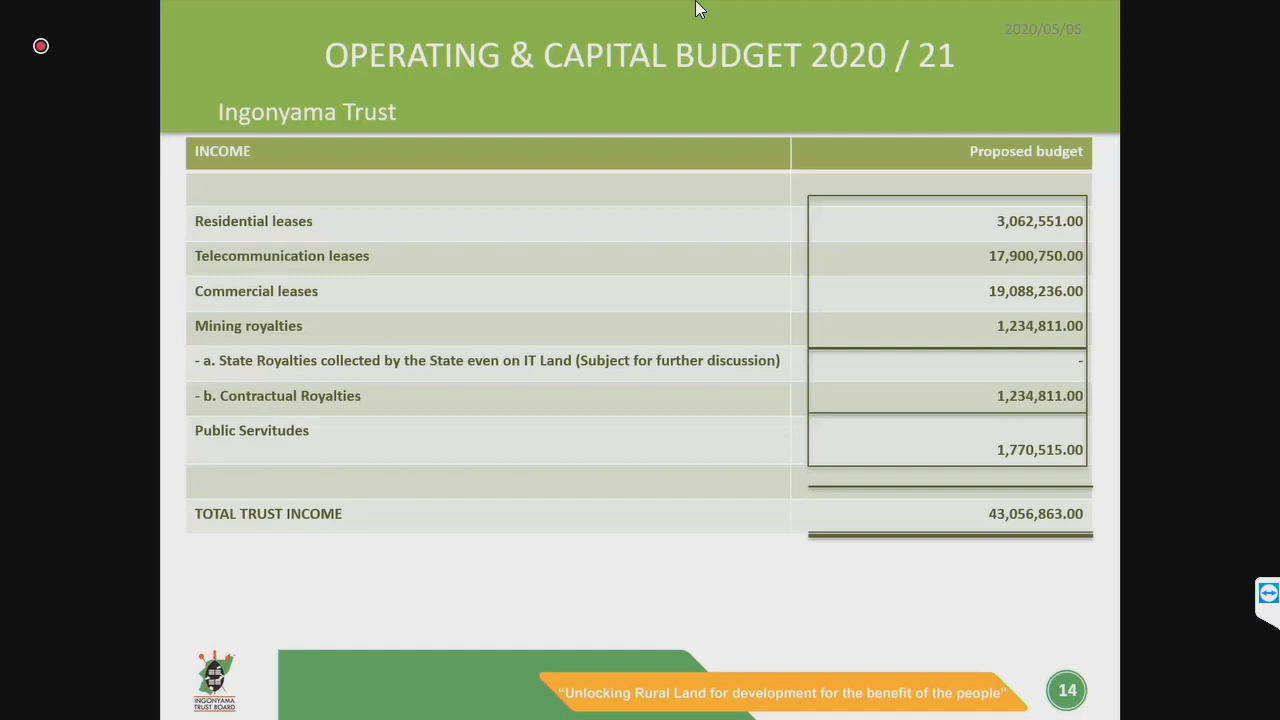 2020/05/05
OPERATING & CAPITAL BUDGET 2020 / 21
Ingonyama Trust
INCOME Proposed budget
Residential leases 3,062,551.00
Telecommunication leases 17,900,750.00
Commercial leases 19,088,236.00
Mining royalties 1,234,811.00
- a. State Royalties collected by the State even on IT Land (Subject for further discussion) -
- b. Contractual Royalties 1,234,811.00
Public Servitudes 1,770,515.00
TOTAL TRUST INCOME 43,056,863.00
INGONYAMA
TRUST BOARD
“Unlocking Rural Land for development for the benefit of the people”
14